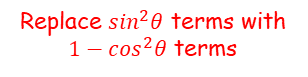 Replace sin²θ terms with
1 − cos²θ terms